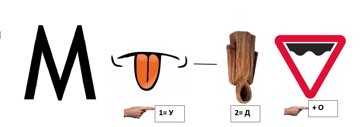 М —
1= У 2= Д + О